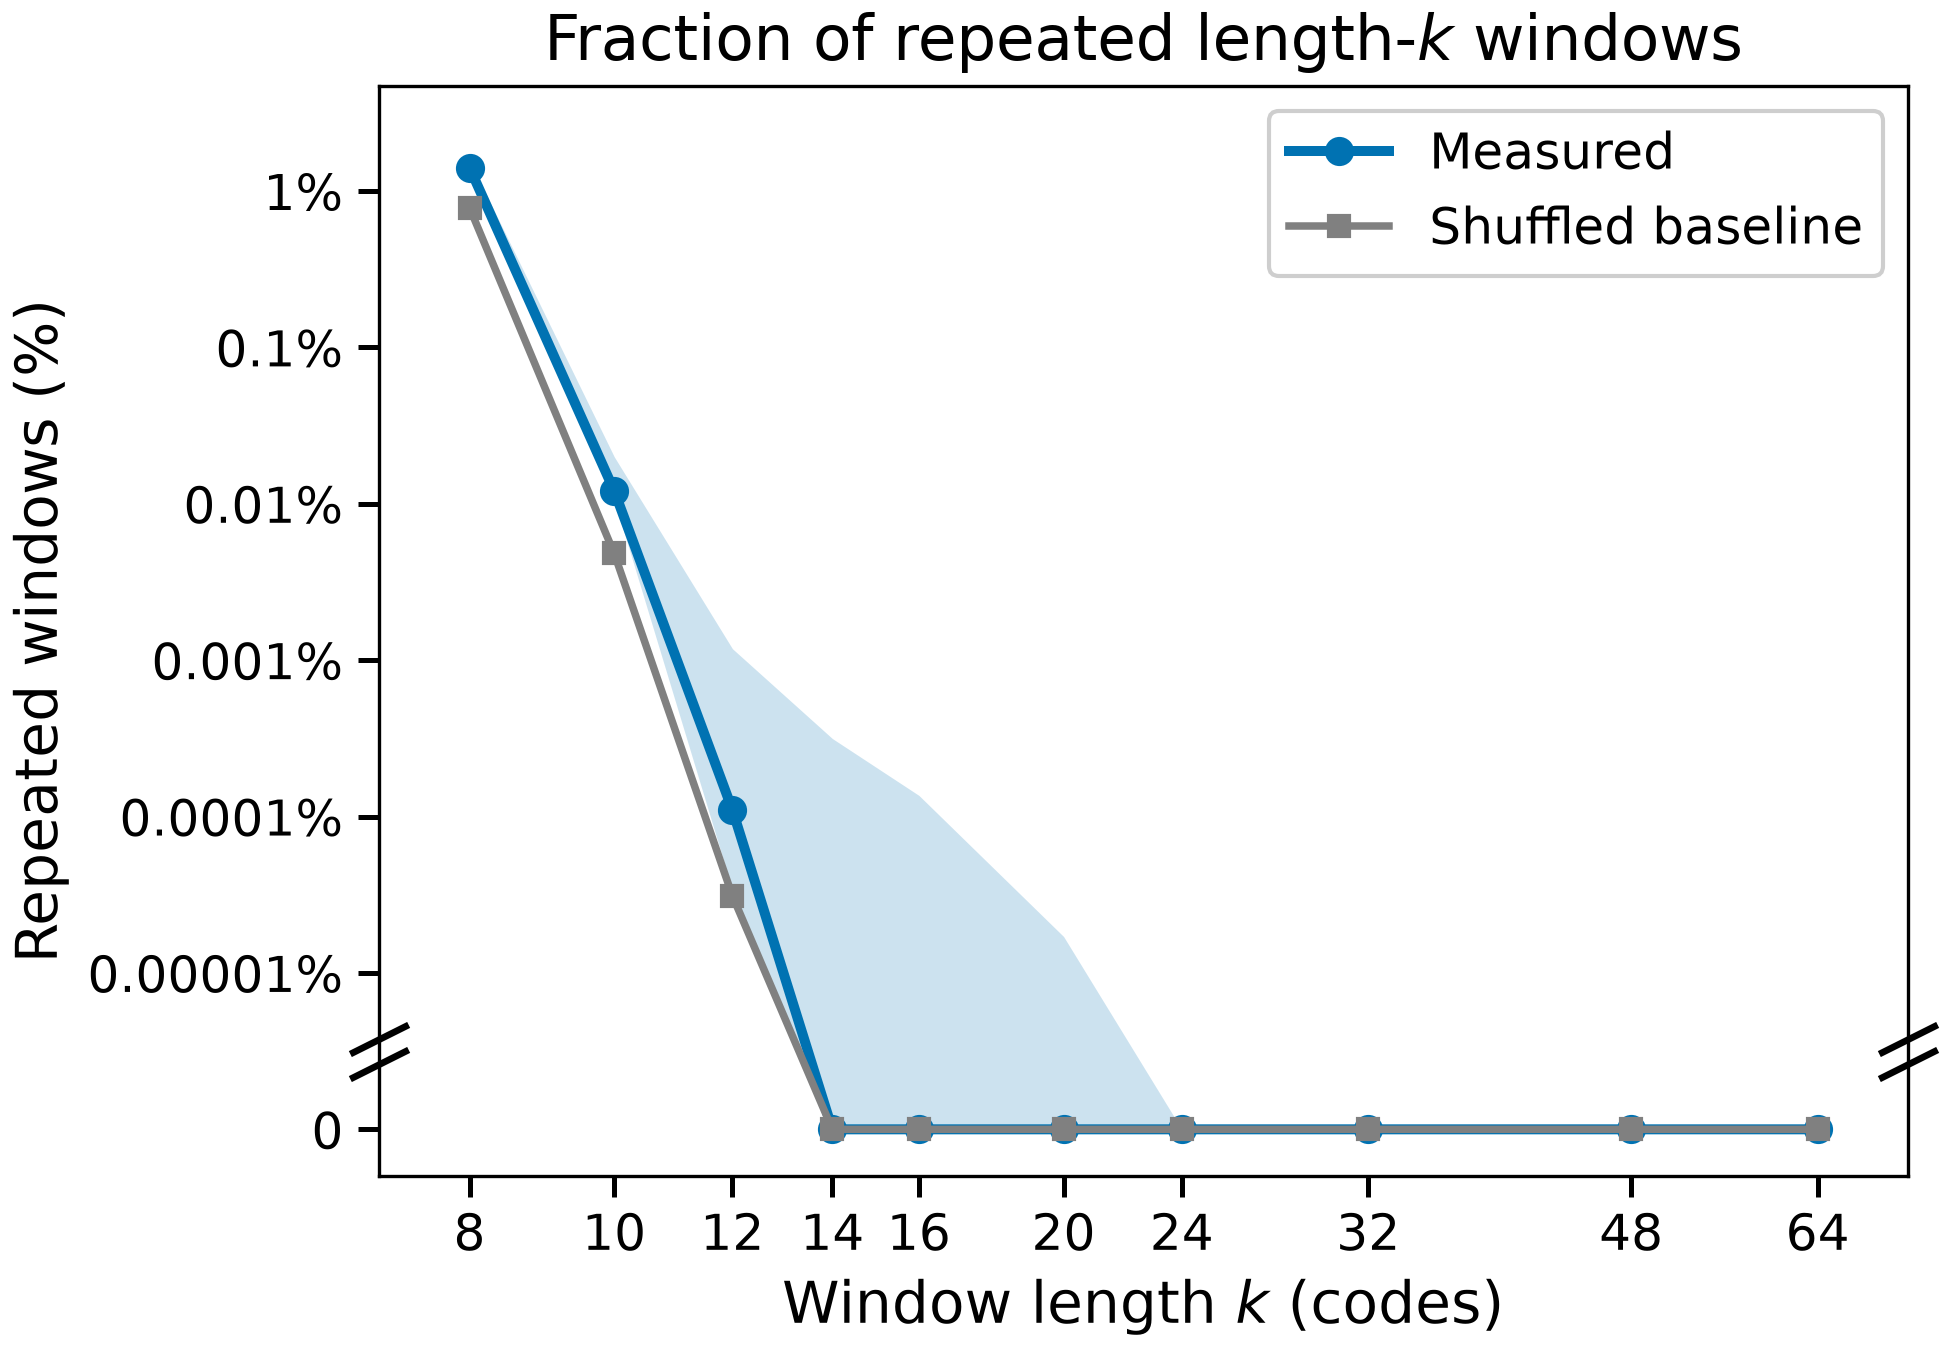 Fraction of repeated length-k windows
Measured
Shuffled baseline
Repeated windows (%)
1%
0.1%
0.01%
0.001%
0.0001%
0.00001%
0
8 10 12 14 16 20 24 32 48 64
Window length k (codes)